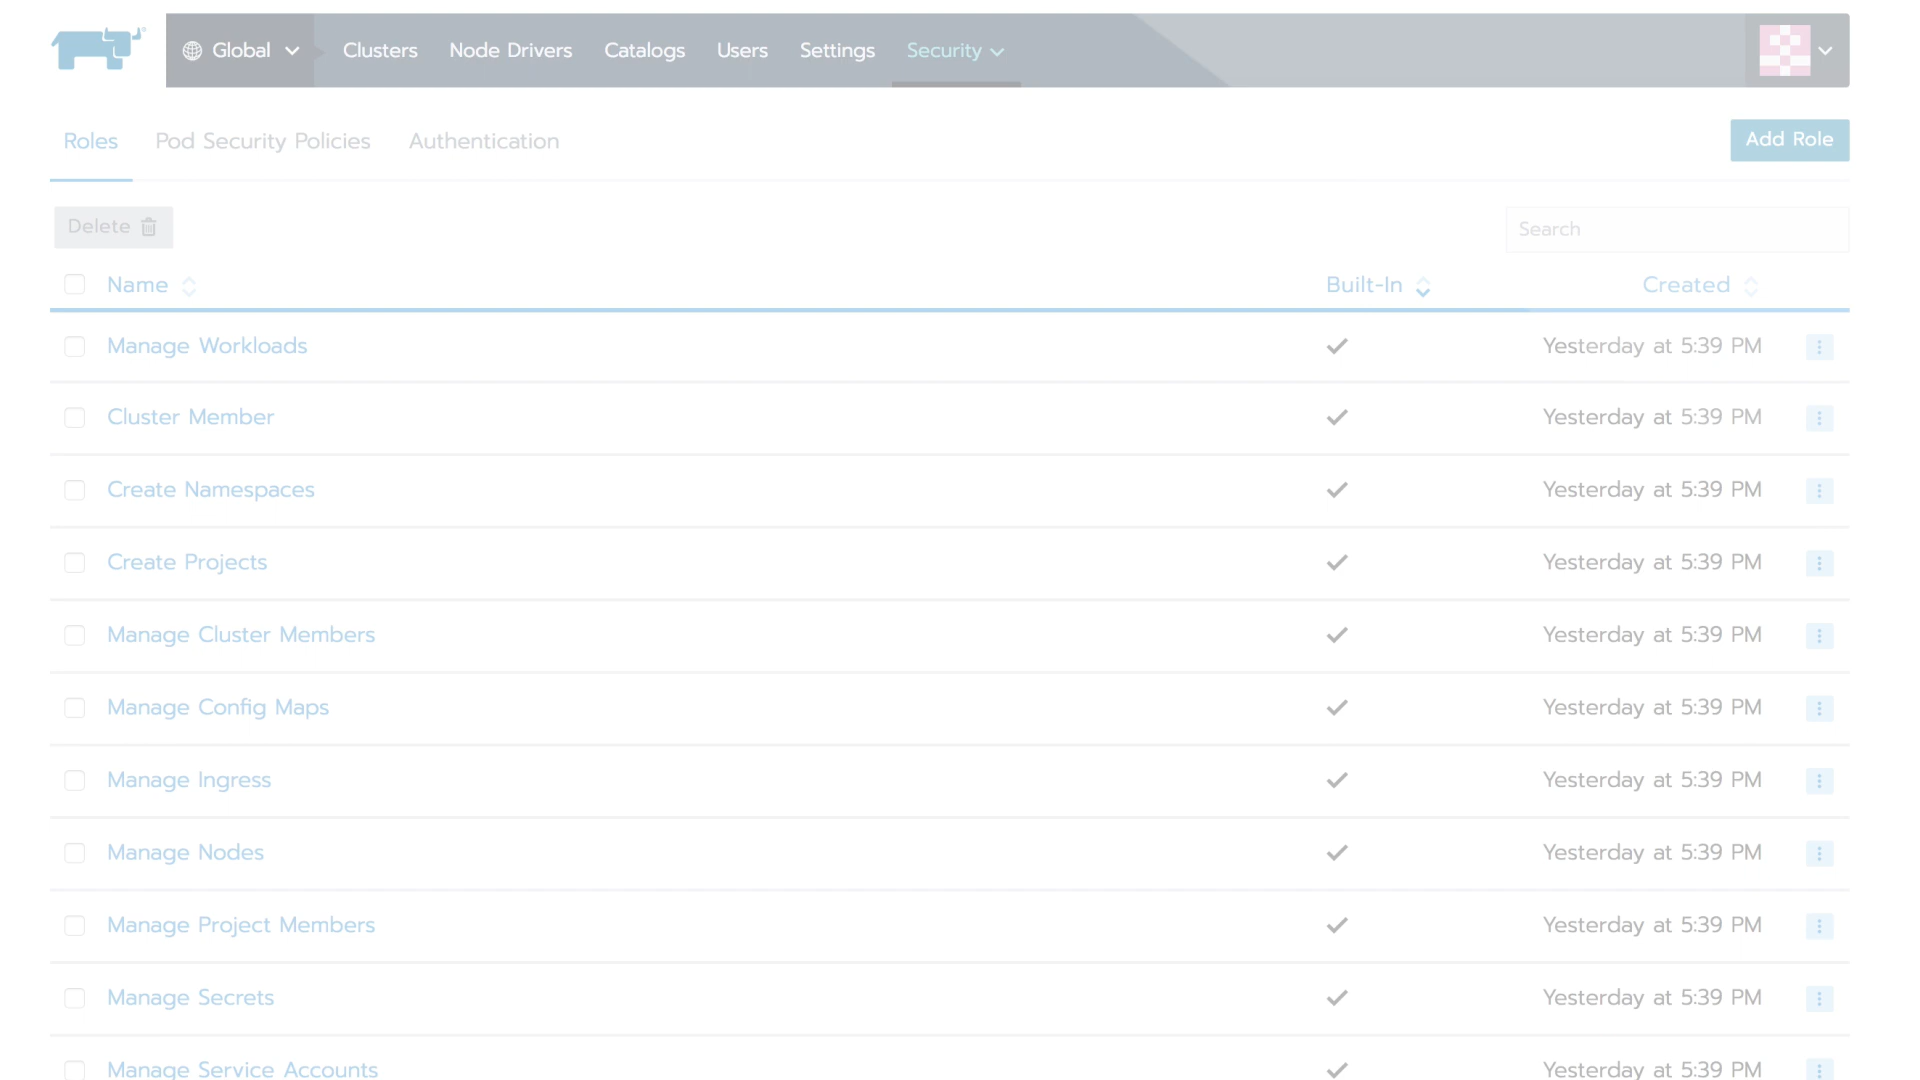 Global Clusters Node Drivers Catalogs Users Settings Security
Roles Pod Security Policies Authentication Add Role
Delete Search
Name Built-In Created
Manage Workloads Yesterday at 5:39 PM
Cluster Member Yesterday at 5:39 PM
Create Namespaces Yesterday at 5:39 PM
Create Projects Yesterday at 5:39 PM
Manage Cluster Members Yesterday at 5:39 PM
Manage Config Maps Yesterday at 5:39 PM
Manage Ingress Yesterday at 5:39 PM
Manage Nodes Yesterday at 5:39 PM
Manage Project Members Yesterday at 5:39 PM
Manage Secrets Yesterday at 5:39 PM
Manage Service Accounts Yesterday at 5:39 PM